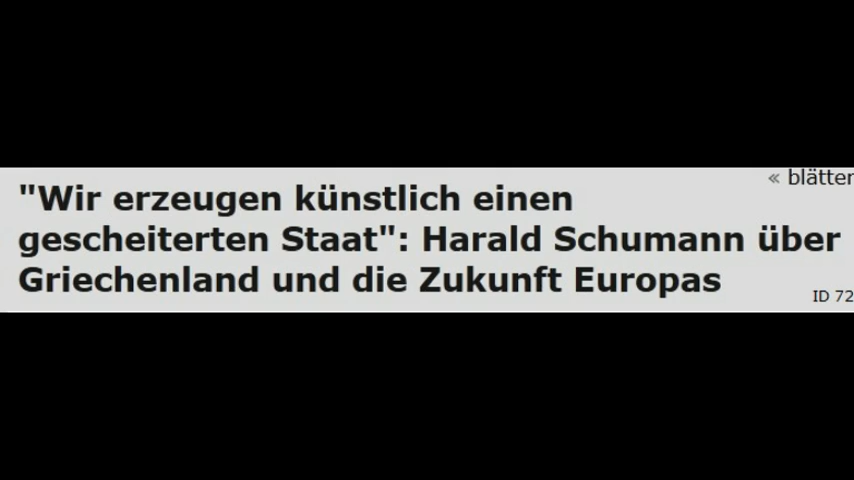 « blätter
"Wir erzeugen künstlich einen
gescheiterten Staat": Harald Schumann über
Griechenland und die Zukunft Europas
ID 72